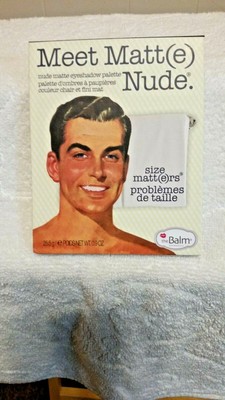 Meet Matt(e)
nude matte eyeshadow palette
palette d'ombres à paupières
couleur chair et fini mat
Nude.®
size
matt(e)rs®
problèmes
de taille
theBalm®